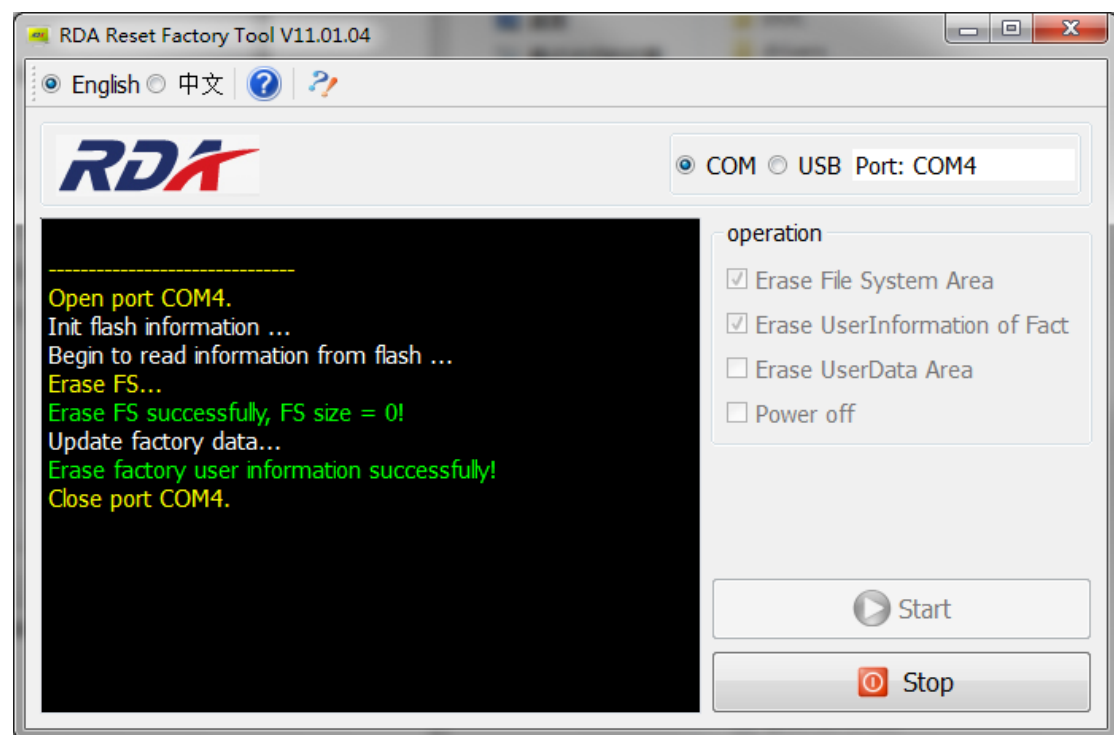 RDA Reset Factory Tool V11.01.04
English 中文
RDA
COM USB Port: COM4
------------------------------
Open port COM4.
Init flash information ...
Begin to read information from flash ...
Erase FS...
Erase FS successfully, FS size = 0!
Update factory data...
Erase factory user information successfully!
Close port COM4.
operation
Erase File System Area
Erase UserInformation of Fact
Erase UserData Area
Power off
Start
Stop